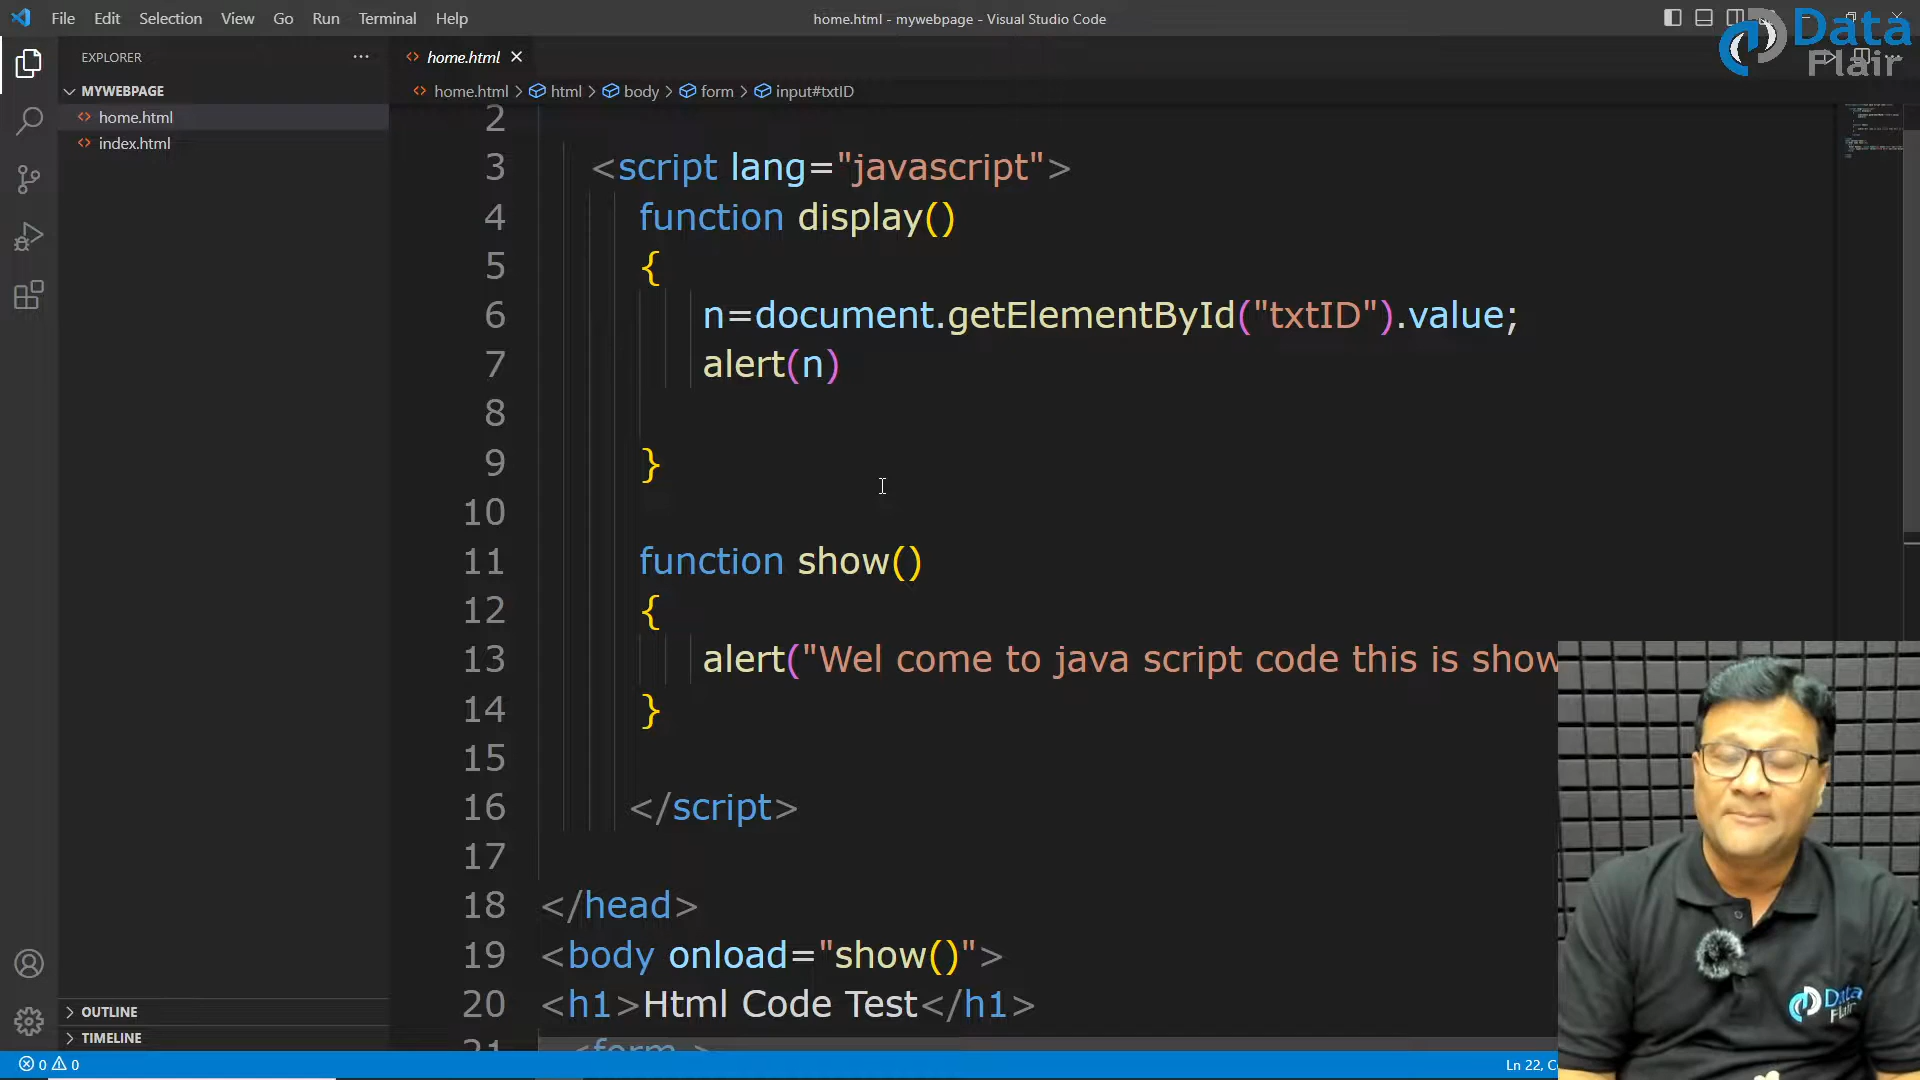 File Edit Selection View Go Run Terminal Help
home.html - mywebpage - Visual Studio Code
Data
Flair
EXPLORER
home.html
MYWEBPAGE
home.html > html > body > form > input#txtID
home.html
index.html
2
3 <script lang="javascript">
4 function display()
5 {
6 n=document.getElementById("txtID").value;
7 alert(n)
8
9 }
10
11 function show()
12 {
13 alert("Wel come to java script code this is show
14 }
15
16 </script>
17
18 </head>
19 <body onload="show()">
20 <h1>Html Code Test</h1>
21 <form >
OUTLINE
TIMELINE
0 0
Ln 22,
Data
Flair